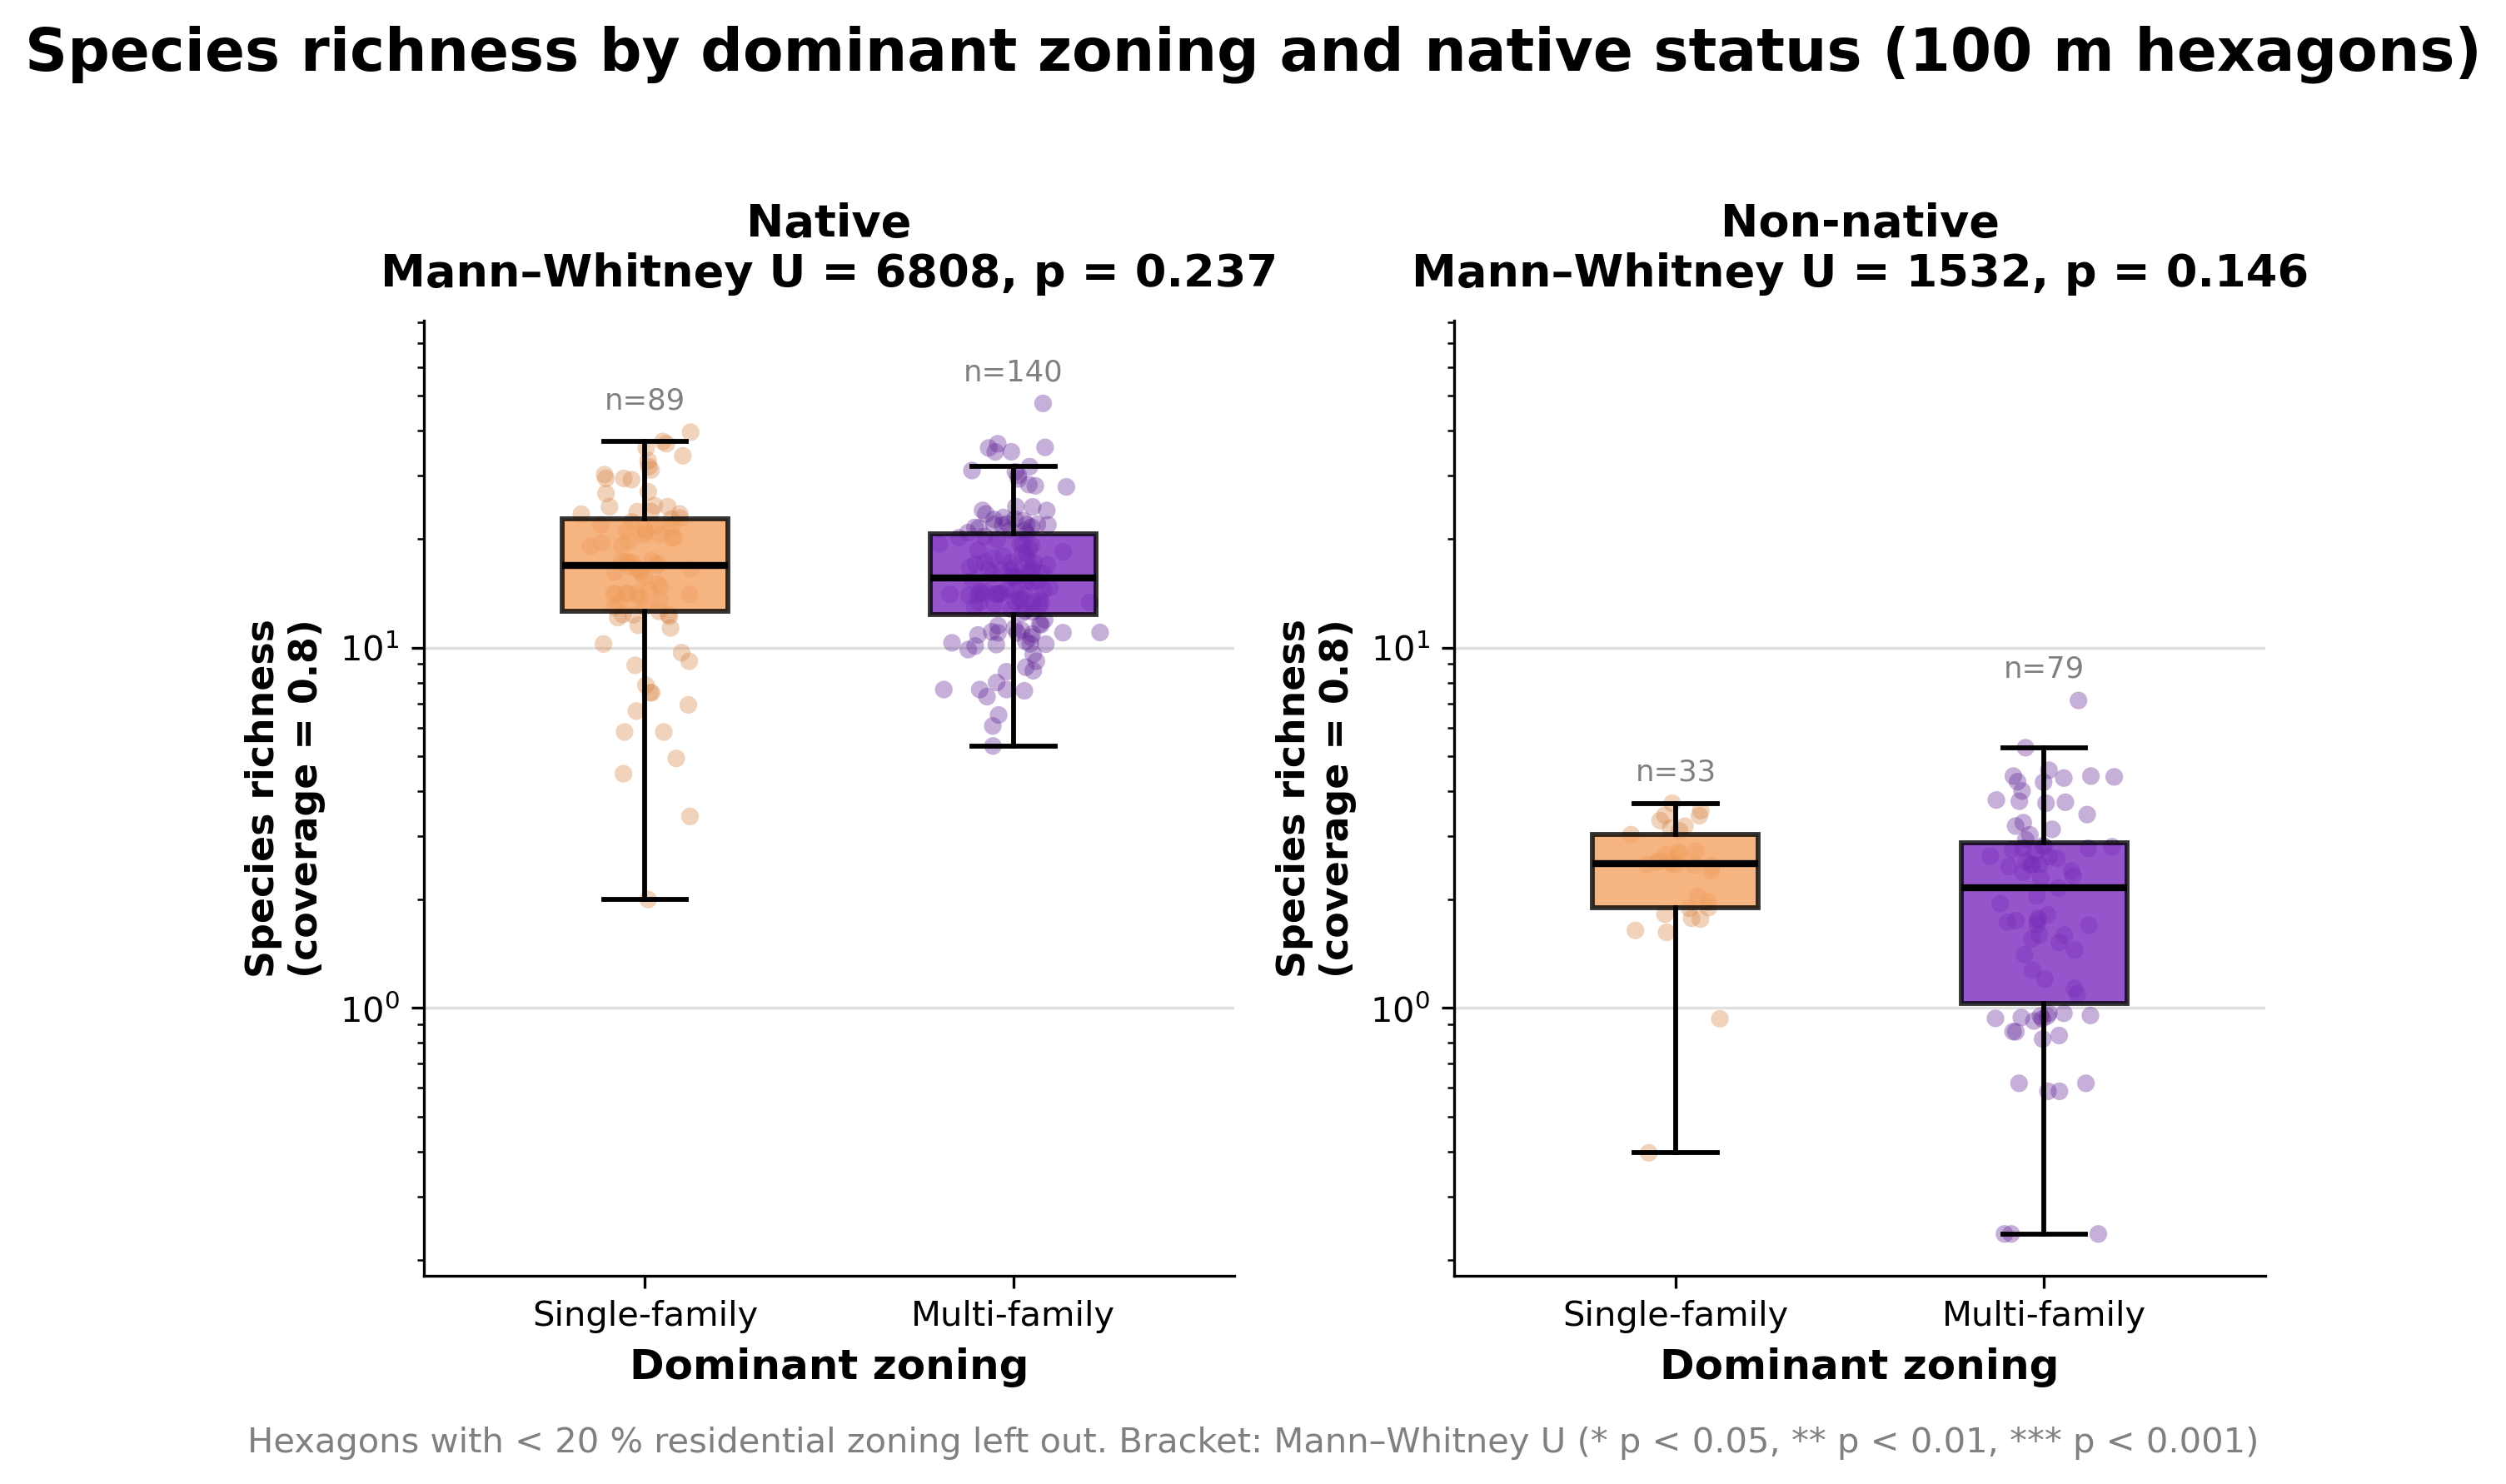 Species richness by dominant zoning and native status (100 m hexagons)
Native
Mann–Whitney U = 6808, p = 0.237
Species richness
(coverage = 0.8)
10¹
10⁰
n=89
n=140
Single-family
Multi-family
Dominant zoning
Non-native
Mann–Whitney U = 1532, p = 0.146
Species richness
(coverage = 0.8)
10¹
10⁰
n=33
n=79
Single-family
Multi-family
Dominant zoning
Hexagons with < 20 % residential zoning left out. Bracket: Mann–Whitney U (* p < 0.05, ** p < 0.01, *** p < 0.001)